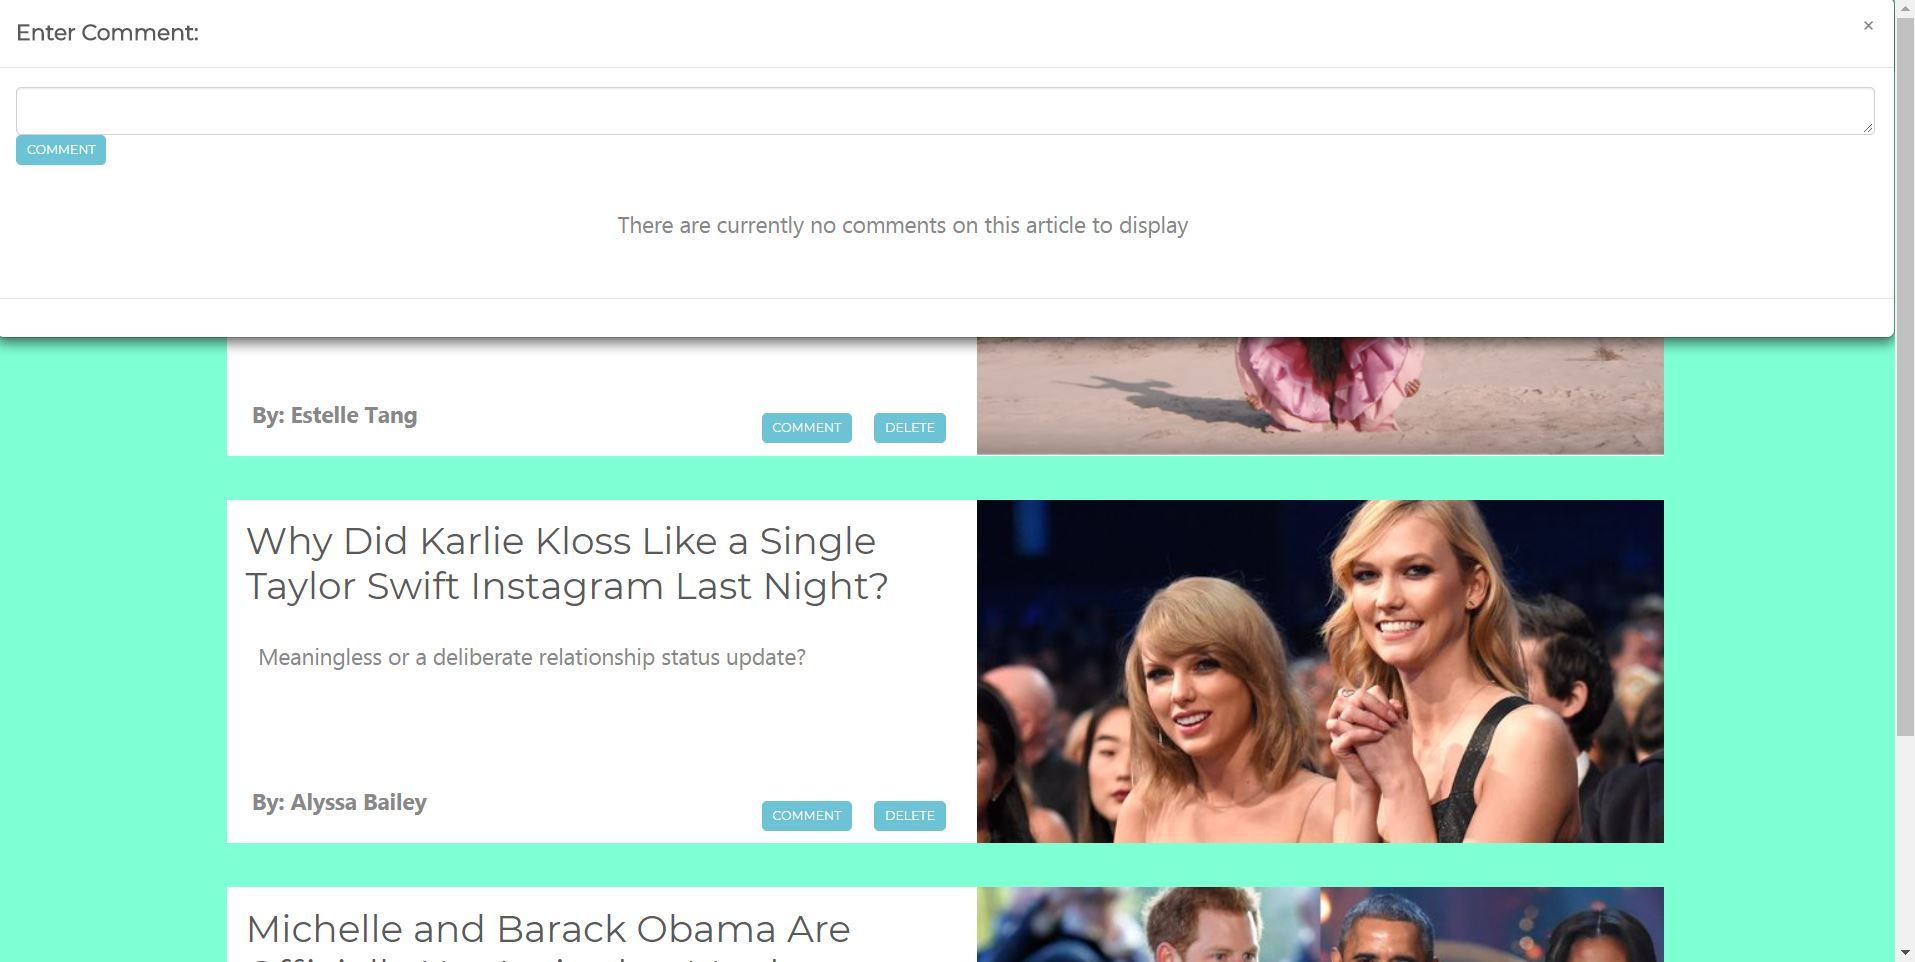 Enter Comment:
×
COMMENT
There are currently no comments on this article to display
By: Estelle Tang
COMMENT
DELETE
Why Did Karlie Kloss Like a Single
Taylor Swift Instagram Last Night?
Meaningless or a deliberate relationship status update?
By: Alyssa Bailey
COMMENT
DELETE
Michelle and Barack Obama Are